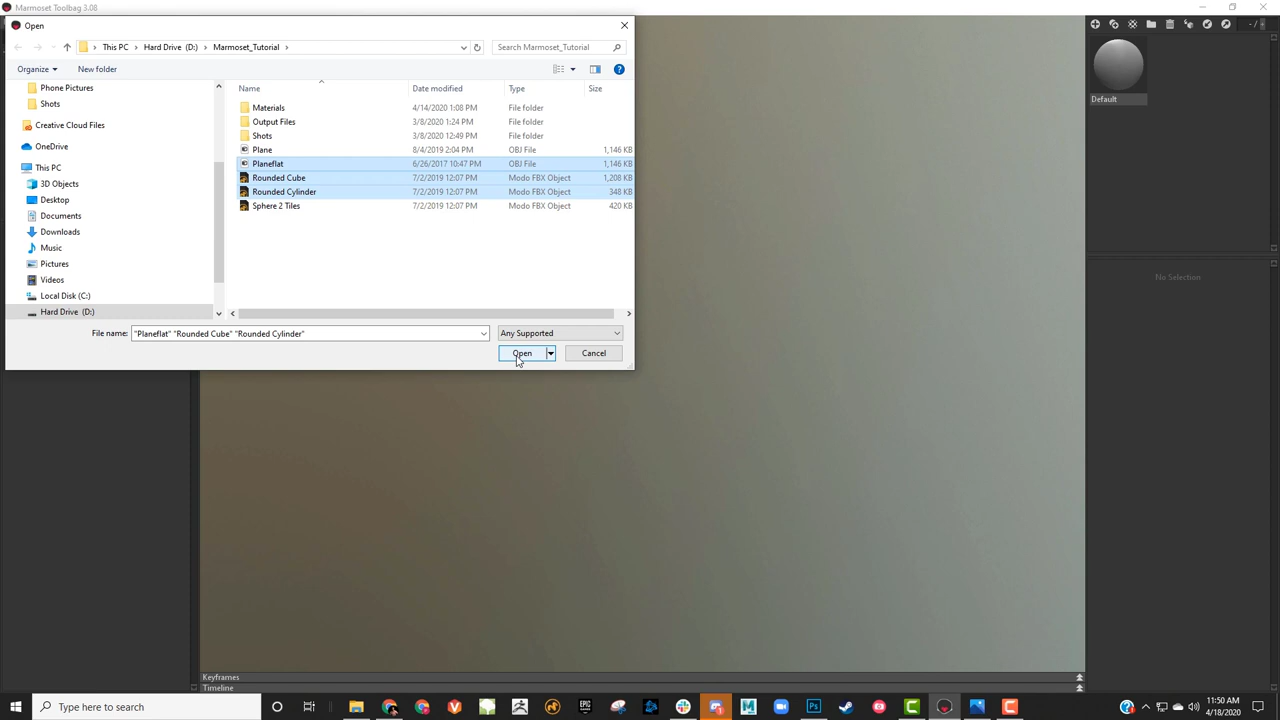 Marmoset Toolbag 3.08
Open
This PC > Hard Drive (D:) > Marmoset_Tutorial >
Search Marmoset_Tutorial
Organize
New folder
Phone Pictures
Shots
Creative Cloud Files
OneDrive
This PC
3D Objects
Desktop
Documents
Downloads
Music
Pictures
Videos
Local Disk (C:)
Hard Drive (D:)
Name Date modified Type Size
Materials 4/14/2020 1:08 PM File folder
Output Files 3/8/2020 1:24 PM File folder
Shots 3/8/2020 12:49 PM File folder
Plane 8/4/2019 2:04 PM OBJ File 1,146 KB
Planeflat 6/26/2017 10:47 PM OBJ File 1,146 KB
Rounded Cube 7/2/2019 12:07 PM Modo FBX Object 1,208 KB
Rounded Cylinder 7/2/2019 12:07 PM Modo FBX Object 348 KB
Sphere 2 Tiles 7/2/2019 12:07 PM Modo FBX Object 420 KB
File name: "Planeflat" "Rounded Cube" "Rounded Cylinder"
Any Supported
Open
Cancel
Default
No Selection
Keyframes
Timeline
Type here to search
11:50 AM
4/18/2020